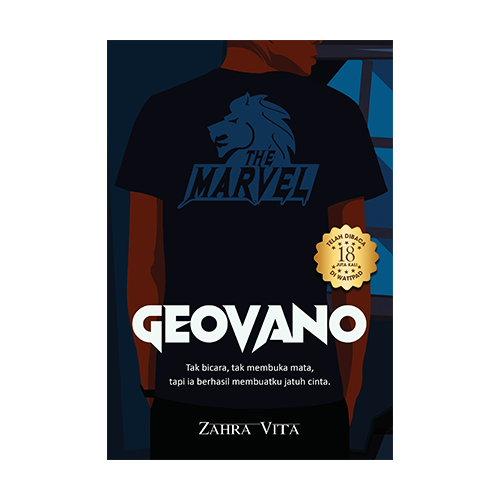 THE
MARVEL
TELAH DIBACA
18
JUTA KALI
DI WATTPAD
GEOVANO
Tak bicara, tak membuka mata,
tapi ia berhasil membuatku jatuh cinta.
ZAHRA VITA